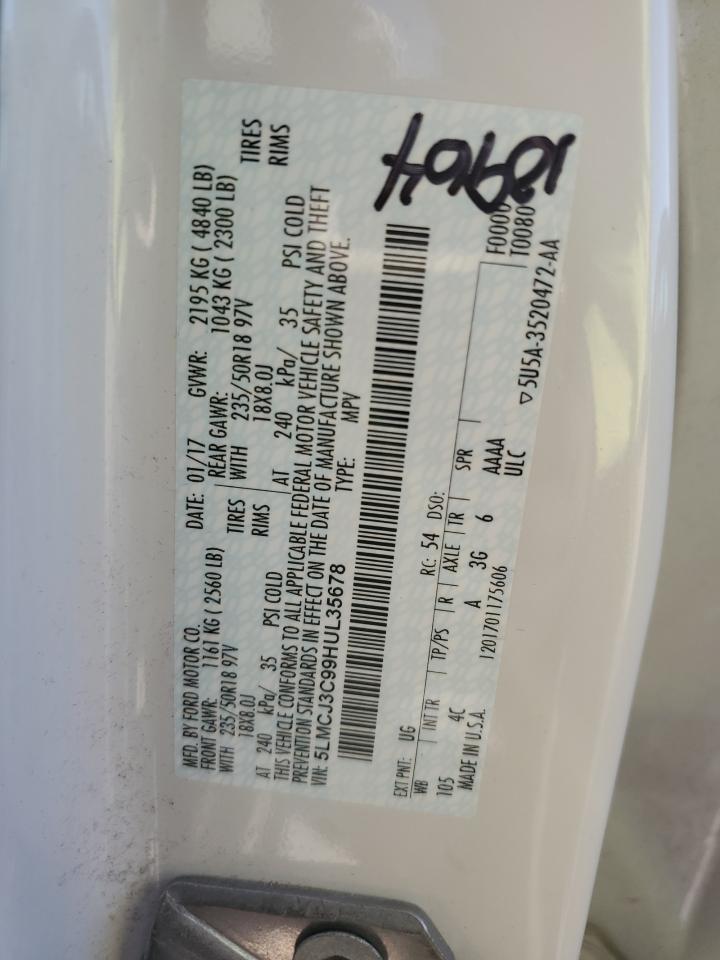 MFD. BY FORD MOTOR CO.
DATE: 01/17 GVWR: 2195 KG ( 4840 LB)
FRONT GAWR: 1161 KG ( 2560 LB) REAR GAWR: 1043 KG ( 2300 LB)
WITH 235/50R18 97V TIRES WITH 235/50R18 97V TIRES
18X8.0J RIMS 18X8.0J RIMS
AT 240 kPa/ 35 PSI COLD AT 240 kPa/ 35 PSI COLD
THIS VEHICLE CONFORMS TO ALL APPLICABLE FEDERAL MOTOR VEHICLE SAFETY AND THEFT
PREVENTION STANDARDS IN EFFECT ON THE DATE OF MANUFACTURE SHOWN ABOVE.
VIN: 5LMCJ3C99HUL35678 TYPE: MPV
18964
EXT PNT: UG RC: 54 DSO: F0000
T0080
WB INT TR TP/PS R AXLE TR SPR
105 4C A 3G 6 AAAA
ULC
MADE IN U.S.A. 1201701175606
▽5U5A-3520472-AA